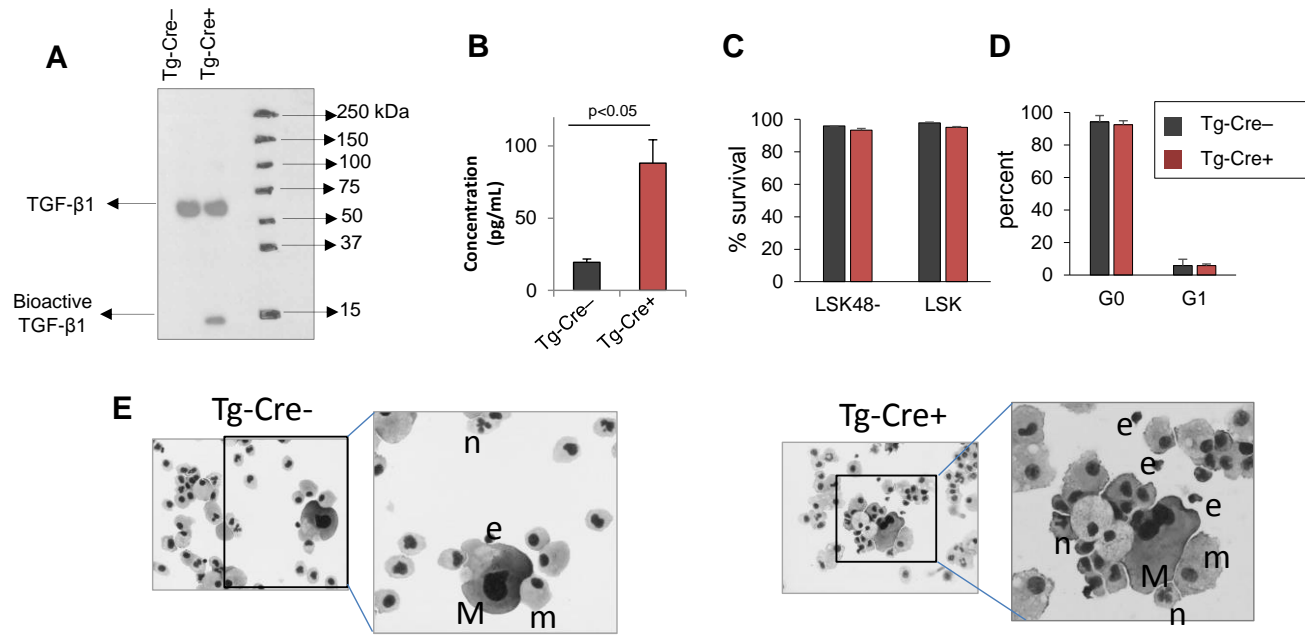 A
Tg-Cre–
Tg-Cre+
250 kDa
150
100
75
50
37
15
TGF-β1
Bioactive
TGF-β1
B
p<0.05
Concentration
(pg/mL)
100
50
0
Tg-Cre–
Tg-Cre+
C
% survival
100
80
60
40
20
0
LSK48-
LSK
D
percent
100
80
60
40
20
0
G0
G1
Tg-Cre–
Tg-Cre+
E
Tg-Cre-
n
e
M
m
Tg-Cre+
e
e
e
n
m
M
n